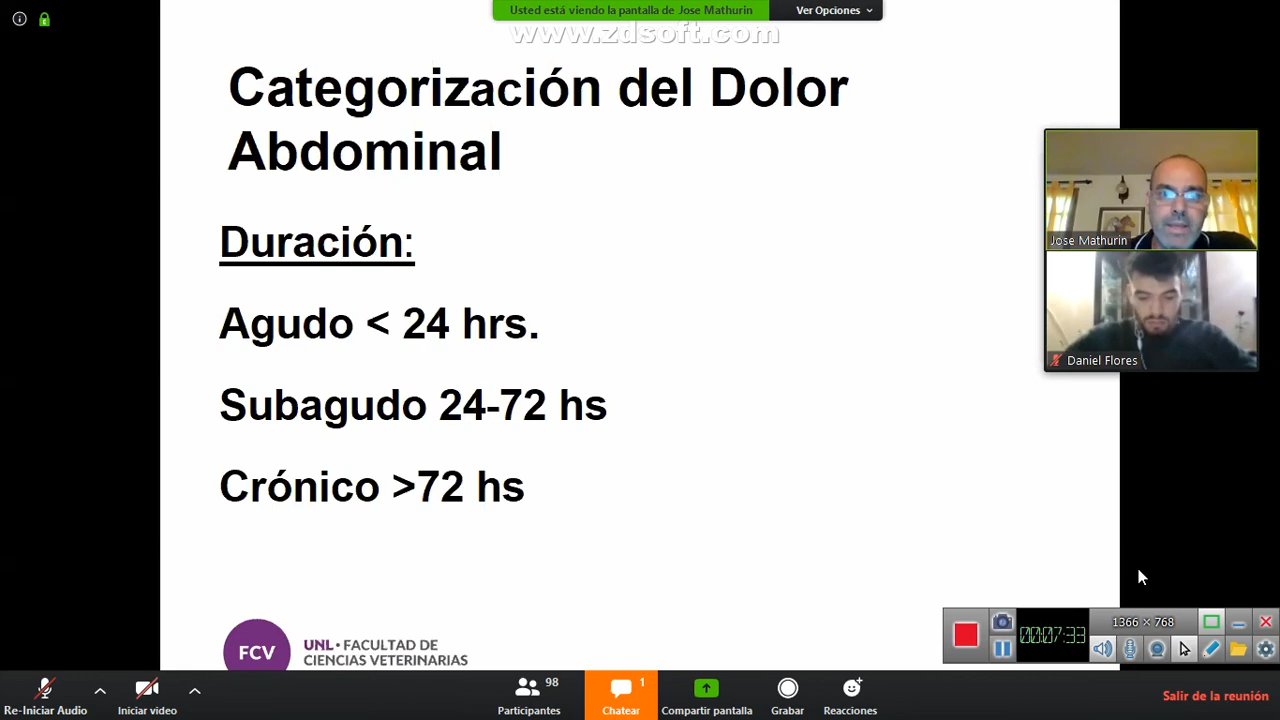 Usted está viendo la pantalla de Jose Mathurin
Ver Opciones
www.zdsoft.com
Categorización del Dolor
Abdominal
Duración:
Agudo < 24 hrs.
Subagudo 24-72 hs
Crónico >72 hs
Jose Mathurin
Daniel Flores
FCV
UNL • FACULTAD DE
CIENCIAS VETERINARIAS
1366 × 768
00:07:33
Re-Iniciar Audio
Iniciar video
98
Participantes
1
Chatear
Compartir pantalla
Grabar
Reacciones
Salir de la reunión